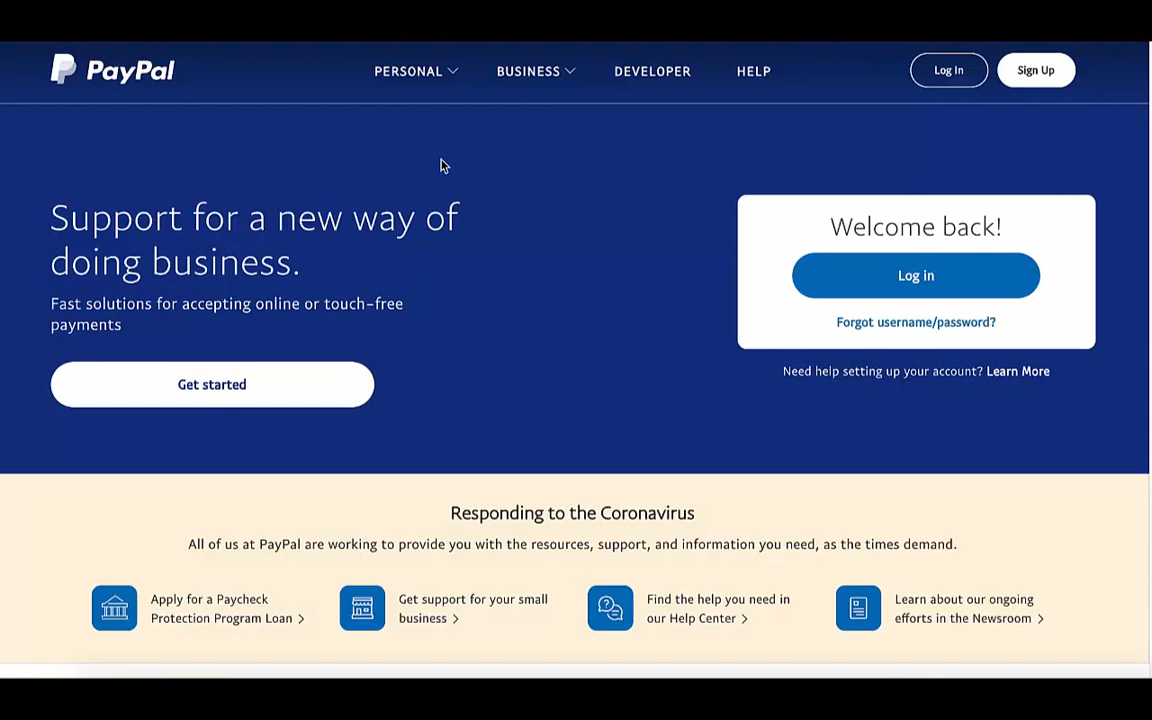 PayPal
PERSONAL
BUSINESS
DEVELOPER
HELP
Log In
Sign Up
Support for a new way of
doing business.
Fast solutions for accepting online or touch-free
payments
Get started
Welcome back!
Log in
Forgot username/password?
Need help setting up your account? Learn More
Responding to the Coronavirus
All of us at PayPal are working to provide you with the resources, support, and information you need, as the times demand.
Apply for a Paycheck
Protection Program Loan >
Get support for your small
business >
Find the help you need in
our Help Center >
Learn about our ongoing
efforts in the Newsroom >